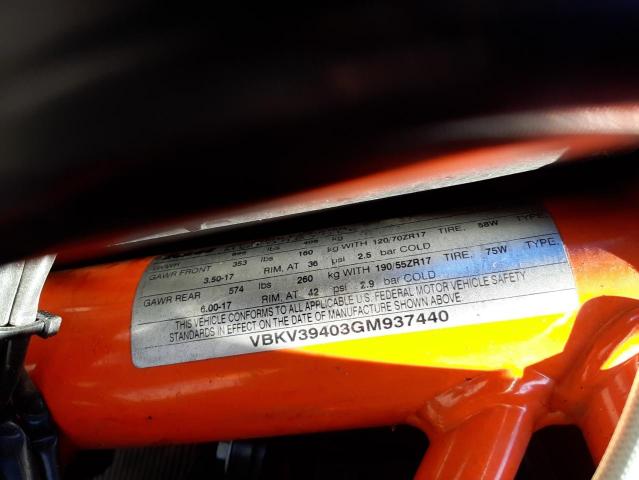 GAWR FRONT 353 lbs 160 kg WITH 120/70ZR17 TIRE. 58W TYPE
3.50-17 RIM. AT 36 psi 2.5 bar COLD
GAWR REAR 574 lbs 260 kg WITH 190/55ZR17 TIRE. 75W TYPE
6.00-17 RIM. AT 42 psi 2.9 bar COLD
THIS VEHICLE CONFORMS TO ALL APPLICABLE U.S. FEDERAL MOTOR VEHICLE SAFETY
STANDARDS IN EFFECT ON THE DATE OF MANUFACTURE SHOWN ABOVE.
VBKV39403GM937440